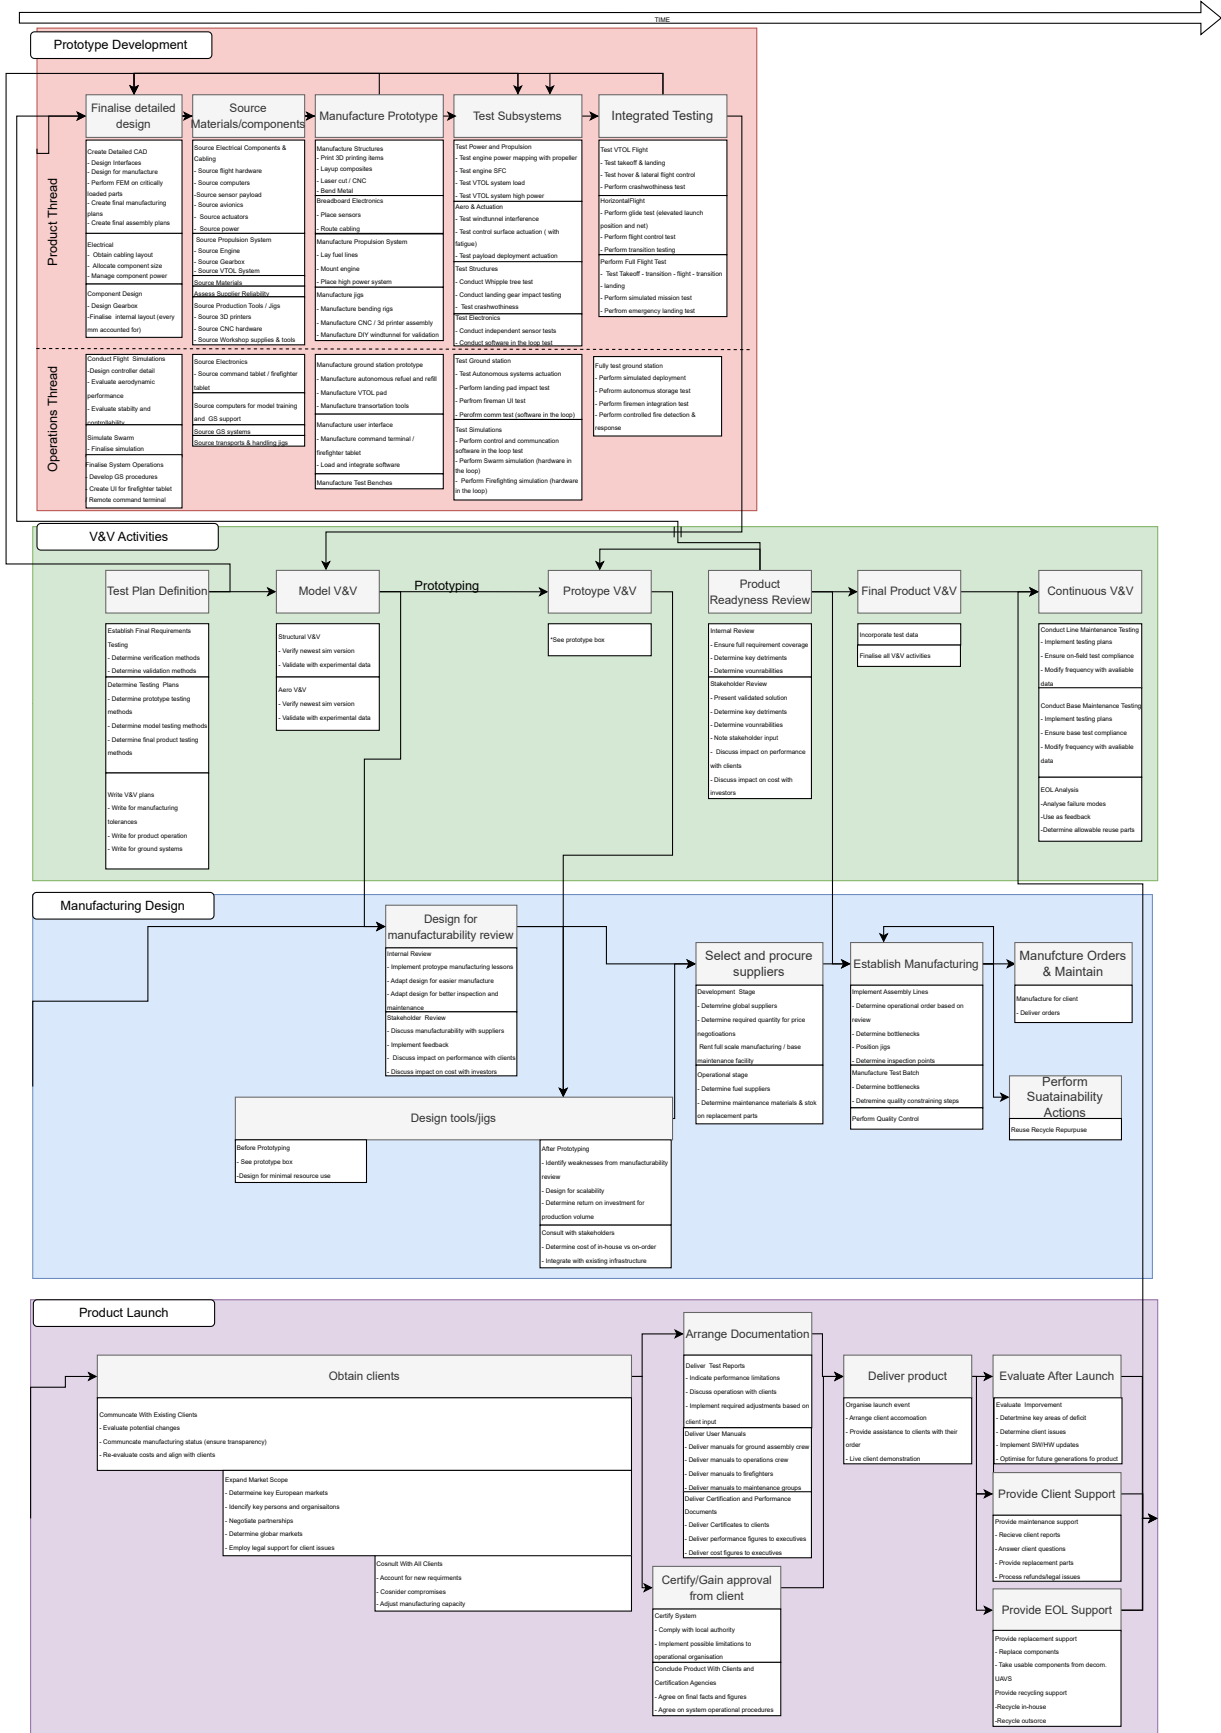 TIME
Prototype Development
Product Thread
Operations Thread
Finalise detailed
design
Create Detailed CAD
- Design Interfaces
- Design for manufacture
- Perform FEM on critically
loaded parts
- Create final manufacturing
plans
- Create final assembly plans
Electrical
- Obtain cabling layout
- Allocate component size
- Manage component power
Component Design
- Design Gearbox
-Finalise internal layout (every
mm accounted for)
Conduct Flight Simulations
-Design controller detail
- Evaluate aerodynamic
performance
- Evaluate stabilty and
controllability
Simulate Swarm
- Finalise simulation
Finalise System Operations
- Develop GS procedures
- Create UI for firefighter tablet
/ Remote command terminal
Source
Materials/components
Source Electrical Components &
Cabling
- Source flight hardware
- Source computers
-Source sensor payload
- Source avionics
- Source actuators
- Source power
Source Propulsion System
- Source Engine
- Source Gearbox
- Source VTOL System
Source Materials
Assess Supplier Reliability
Source Production Tools / Jigs
- Source 3D printers
- Source CNC hardware
- Source Workshop supplies & tools
Source Electronics
- Source command tablet / firefighter
tablet
Source computers for model training
and GS support
Source GS systems
Source transports & handling jigs
Manufacture Prototype
Manufacture Structures
- Print 3D printing items
- Layup composites
- Laser cut / CNC
- Bend Metal
Breadboard Electronics
- Place sensors
- Route cabling
Manufacture Propulsion System
- Lay fuel lines
- Mount engine
- Place high power system
Manufacture jigs
- Manufacture bending rigs
- Manufacture CNC / 3d printer assembly
- Manufacture DIY windtunnel for validation
Manufacture ground station prototype
- Manufacture autonomous refuel and refill
- Manufacture VTOL pad
- Manufacture transortation tools
Manufacture user interface
- Manufacture command terminal /
firefighter tablet
- Load and integrate software
Manufacture Test Benches
Test Subsystems
Test Power and Propulsion
- Test engine power mapping with propeller
- Test engine SFC
- Test VTOL system load
- Test VTOL system high power
Aero & Actuation
- Test windtunnel interference
- Test control surface actuation ( with
fatigue)
- Test payload deployment actuation
Test Structures
- Conduct Whipple tree test
- Conduct landing gear impact testing
- Test crashwothiness
Test Electronics
- Conduct independent sensor tests
- Conduct software in the loop test
Test Ground station
- Test Autonomous systems actuation
- Perform landing pad impact test
- Perfrom fireman UI test
- Perofrm comm test (software in the loop)
Test Simulations
- Perform control and communcation
software in the loop test
- Perform Swarm simulation (hardware in
the loop)
- Perform Firefighting simulation (hardware
in the loop)
Integrated Testing
Test VTOL Flight
- Test takeoff & landing
- Test hover & lateral flight control
- Perform crashwothiness test
HorizontalFlight
- Perform glide test (elevated launch
position and net)
- Perform flight control test
- Perform transition testing
Perform Full Flight Test
- Test Takeoff - transition - flight - transition
- landing
- Perform simulated mission test
- Perfrom emergency landing test
Fully test ground station
- Perform simulated deployment
- Pefrorm autonomus storage test
- Perform firemen integration test
- Perform controlled fire detection &
response
V&V Activities
Test Plan Definition
Establish Final Requirements
Testing
- Determine verification methods
- Determine validation methods
Determine Testing Plans
- Determine prototype testing
methods
- Determine model testing methods
- Determine final product testing
methods
Write V&V plans
- Write for manufacturing
tolerances
- Write for product operation
- Write for ground systems
Model V&V
Structural V&V
- Verify newest sim version
- Validate with experimental data
Aero V&V
- Verify newest sim version
- Validate with experimental data
Prototyping
Protoype V&V
*See prototype box
Product
Readyness Review
Internal Review
- Ensure full requirement coverage
- Determine key detriments
- Determine vounrabilities
Stakeholder Review
- Present validated solution
- Determine key detriments
- Determine vounrabilities
- Note stakeholder input
- Discuss impact on performance
with clients
- Discuss impact on cost with
investors
Final Product V&V
Incorporate test data
Finalise all V&V activities
Continuous V&V
Conduct Line Maintenance Testing
- Implement testing plans
- Ensure on-field test compliance
- Modify frequency with avaliable
data
Conduct Base Maintenance Testing
- Implement testing plans
- Ensure base test compliance
- Modify frequency with avaliable
data
EOL Analysis
-Analyse failure modes
-Use as feedback
-Determine allowable reuse parts
Manufacturing Design
Design for
manufacturability review
Internal Review
- Implement protoype manufacturing lessons
- Adapt design for easier manufacture
- Adapt design for better inspection and
maintenance
Stakeholder Review
- Discuss manufacturability with suppliers
- Implement feedback
- Discuss impact on performance with clients
- Discuss impact on cost with investors
Design tools/jigs
Before Prototyping
- See prototype box
-Design for minimal resource use
After Prototyping
- Identify weaknesses from manufacturability
review
- Design for scalability
- Determine return on investment for
production volume
Consult with stakeholders
- Determine cost of in-house vs on-order
- Integrate with existing infrastructure
Select and procure
suppliers
Development Stage
- Detemrine global suppliers
- Determine required quantity for price
negotioations
Rent full scale manufacturing / base
maintenance facility
Operational stage
- Determine fuel suppliers
- Determine maintenance materials & stok
on replacement parts
Establish Manufacturing
Implement Assembly Lines
- Determine operational order based on
review
- Determine bottlenecks
- Position jigs
- Determine inspection points
Manufacture Test Batch
- Determine bottlenecks
- Detremine quality constraining steps
Perform Quality Control
Manufcture Orders
& Maintain
Manufacture for client
- Deliver orders
Perform
Suatainability
Actions
Reuse Recycle Repurpuse
Product Launch
Obtain clients
Communcate With Existing Clients
- Evaluate potential changes
- Communcate manufacturing status (ensure transparency)
- Re-evaluate costs and align with clients
Expand Market Scope
- Determeine key European markets
- Idencify key persons and organisaitons
- Negotiate partnerships
- Determine global markets
- Employ legal support for client issues
Cosnult With All Clients
- Account for new requirments
- Cosnider compromises
- Adjust manufacturing capacity
Arrange Documentation
Deliver Test Reports
- Indicate performance limitations
- Discuss operatiosn with clients
- Implement required adjustments based on
client input
Deliver User Manuals
- Deliver manuals for ground assembly crew
- Deliver manuals to operations crew
- Deliver manuals to firefighters
- Deliver manuals to maintenance groups
Deliver Certification and Performance
Documents
- Deliver Certificates to clients
- Deliver performance figures to executives
- Deliver cost figures to executives
Certify/Gain approval
from client
Certify System
- Comply with local authority
- Implement possible limitations to
operational organisation
Conclude Product With Clients and
Certification Agencies
- Agree on final facts and figures
- Agree on system operational procedures
Deliver product
Organise launch event
- Arrange client accomoation
- Provide assistance to clients with their
order
- Live client demonstration
Evaluate After Launch
Evaluate Imporvement
- Detertmine key areas of deficit
- Determine client issues
- Implement SW/HW updates
- Optimise for future generations fo product
Provide Client Support
Provide maintenance support
- Recieve client reports
- Answer client questions
- Provide replacement parts
- Process refunds/legal issues
Provide EOL Support
Provide replacement support
- Replace components
- Take usable components from decom.
UAVS
Provide recycling support
-Recycle in-house
-Recycle outsorce